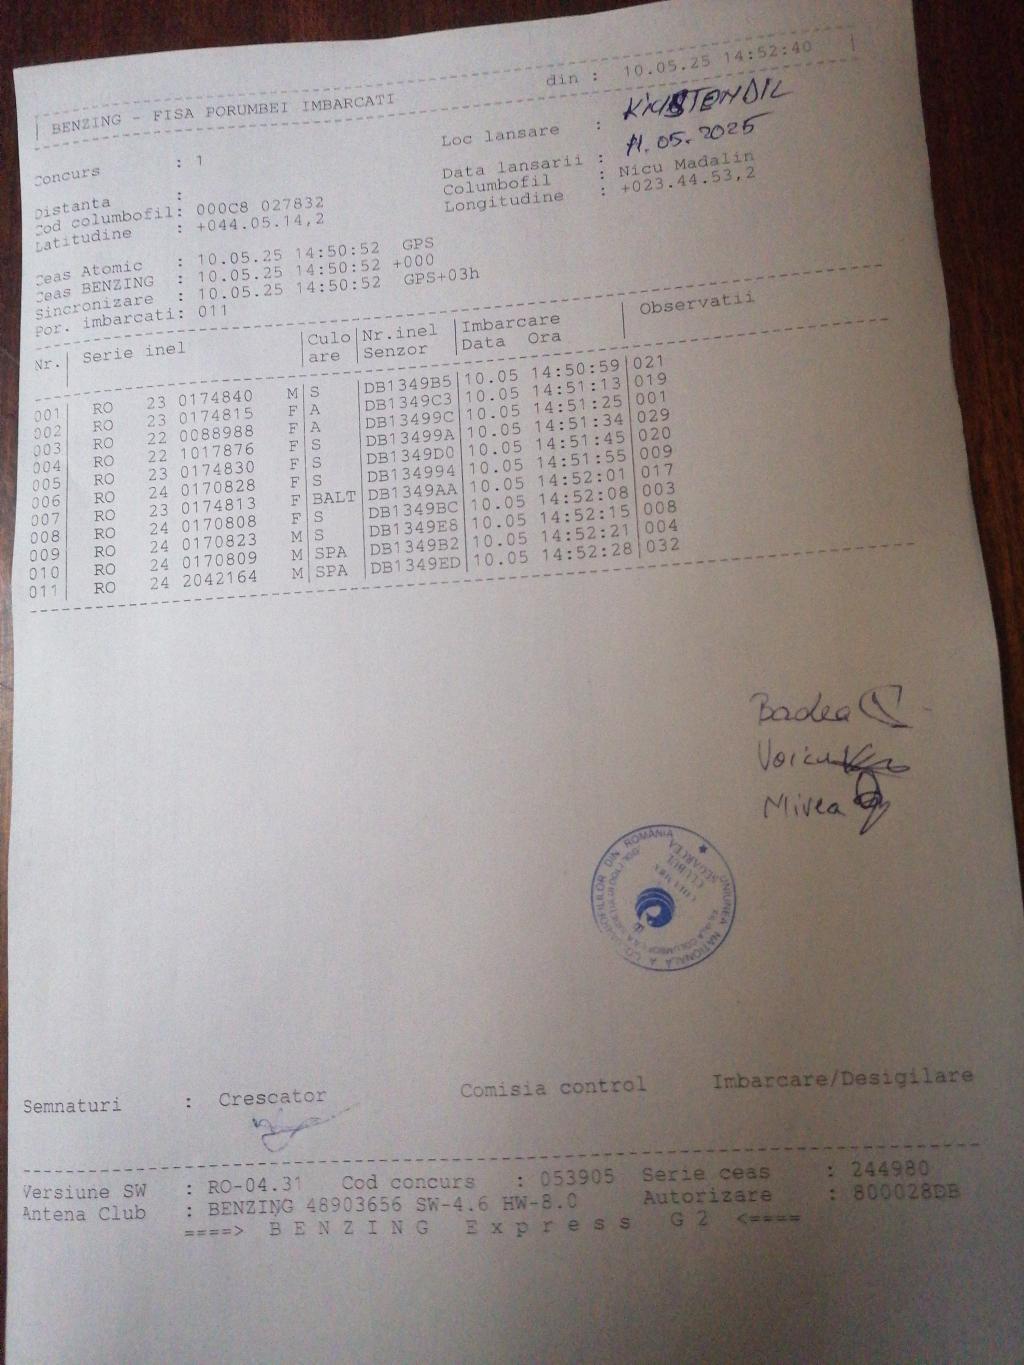 BENZING - FISA PORUMBEI IMBARCATI din : 10.05.25 14:52:40
Concurs : 1 Loc lansare : KYUSTENDIL
Data lansarii : 11.05.2025
Distanta : Columbofil : Nicu Madalin
Cod columbofil: 000C8 027832 Longitudine : +023.44.53,2
Latitudine : +044.05.14,2
Ceas Atomic : 10.05.25 14:50:52 GPS
Ceas BENZING : 10.05.25 14:50:52 +000
Sincronizare : 10.05.25 14:50:52 GPS+03h
Por. imbarcati: 011
Nr. Serie inel Culo Nr.inel Imbarcare Observatii
are Senzor Data Ora
001 RO 23 0174840 M S DB1349B5 10.05 14:50:59 021
002 RO 23 0174815 F A DB1349C3 10.05 14:51:13 019
003 RO 22 0088988 F A DB13499C 10.05 14:51:25 001
004 RO 22 1017876 F S DB13499A 10.05 14:51:34 029
005 RO 23 0174830 F S DB1349D0 10.05 14:51:45 020
006 RO 24 0170828 F BALT DB134994 10.05 14:51:55 009
007 RO 23 0174813 F S DB1349AA 10.05 14:52:01 017
008 RO 24 0170808 M S DB1349BC 10.05 14:52:08 003
009 RO 24 0170823 M SPA DB1349E8 10.05 14:52:15 008
010 RO 24 0170809 M SPA DB1349B2 10.05 14:52:21 004
011 RO 24 2042164 M SPA DB1349ED 10.05 14:52:28 032
Badea
Voicu
Mirea
UNIUNEA NATIONALĂ A COLUMBOFILILOR DIN ROMÂNIA
CLUBUL
SEGARCEA
Semnaturi : Crescator Comisia control Imbarcare/Desigilare
Versiune SW : RO-04.31 Cod concurs : 053905 Serie ceas : 244980
Antena Club : BENZING 48903656 SW-4.6 HW-8.0 Autorizare : 800028DB
====> B E N Z I N G E x p r e s s G 2 <====